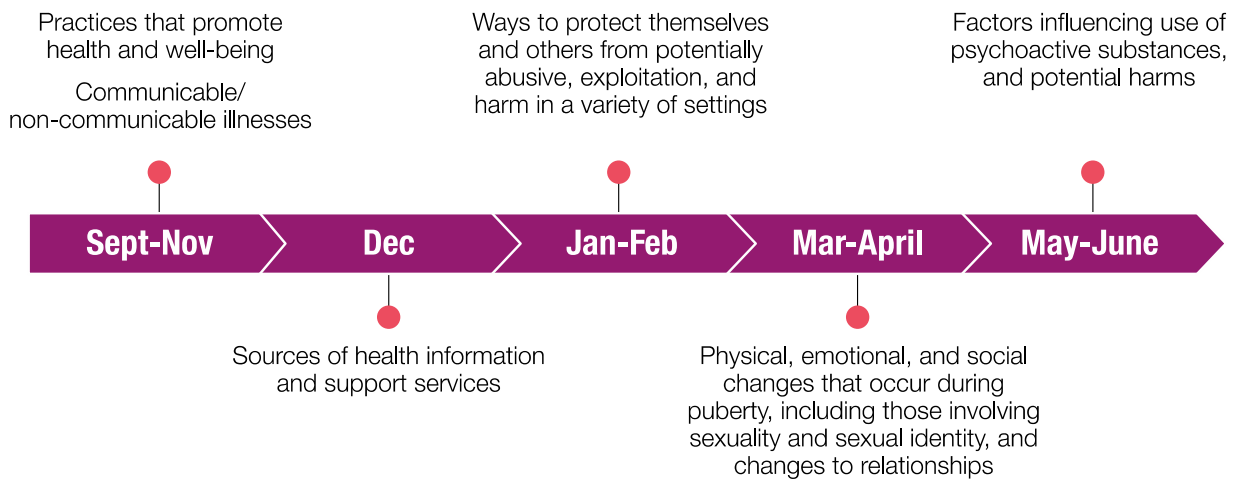 Practices that promote
health and well-being
Communicable/
non-communicable illnesses
Ways to protect themselves
and others from potentially
abusive, exploitation, and
harm in a variety of settings
Factors influencing use of
psychoactive substances,
and potential harms
Sept-Nov
Dec
Jan-Feb
Mar-April
May-June
Sources of health information
and support services
Physical, emotional, and social
changes that occur during
puberty, including those involving
sexuality and sexual identity, and
changes to relationships